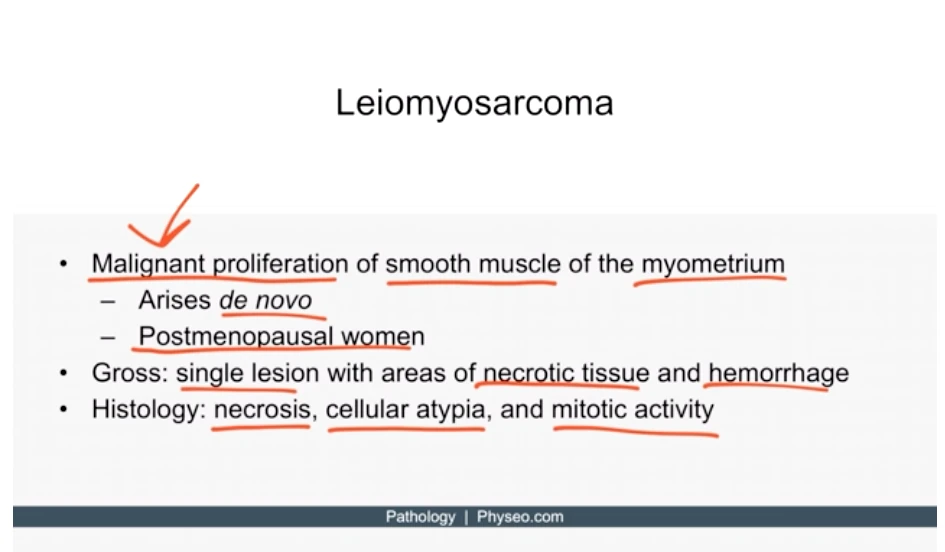 Leiomyosarcoma
• Malignant proliferation of smooth muscle of the myometrium
– Arises de novo
– Postmenopausal women
• Gross: single lesion with areas of necrotic tissue and hemorrhage
• Histology: necrosis, cellular atypia, and mitotic activity
Pathology | Physeo.com